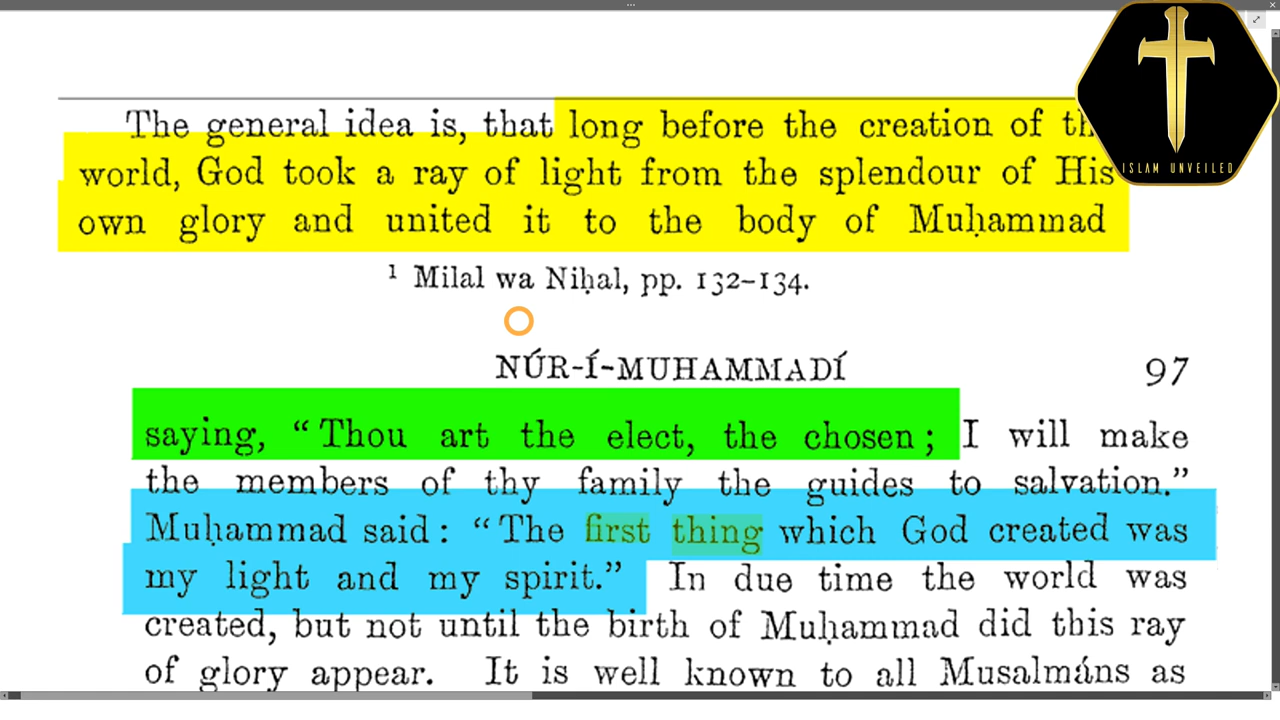 The general idea is, that long before the creation of
world, God took a ray of light from the splendour of His
own glory and united it to the body of Muḥammad
¹ Milal wa Niḥal, pp. 132–134.
NÚR-Í-MUHAMMADÍ 97
saying, “Thou art the elect, the chosen; I will make
the members of thy family the guides to salvation.”
Muḥammad said: “The first thing which God created was
my light and my spirit.” In due time the world was
created, but not until the birth of Muḥammad did this ray
of glory appear. It is well known to all Musalmáns as
ISLAM UNVEILED